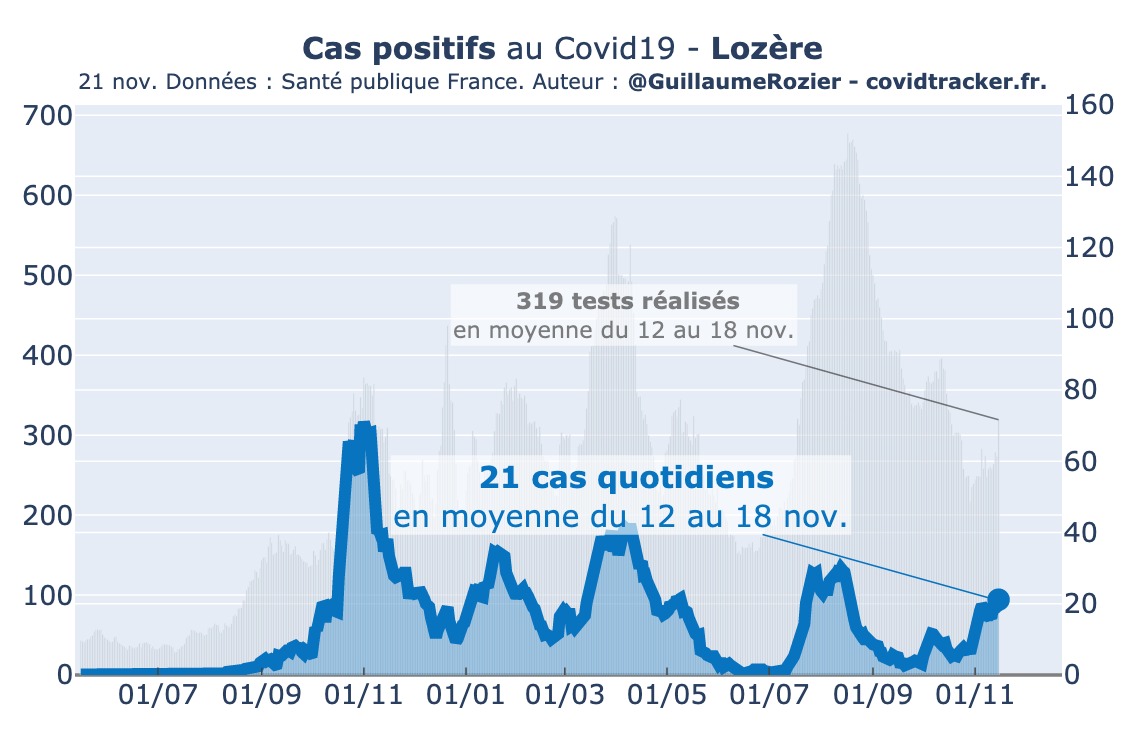 Cas positifs au Covid19 - Lozère
21 nov. Données : Santé publique France. Auteur : @GuillaumeRozier - covidtracker.fr.
700
600
500
400
300
200
100
0
160
140
120
100
80
60
40
20
0
319 tests réalisés
en moyenne du 12 au 18 nov.
21 cas quotidiens
en moyenne du 12 au 18 nov.
01/07 01/09 01/11 01/01 01/03 01/05 01/07 01/09 01/11